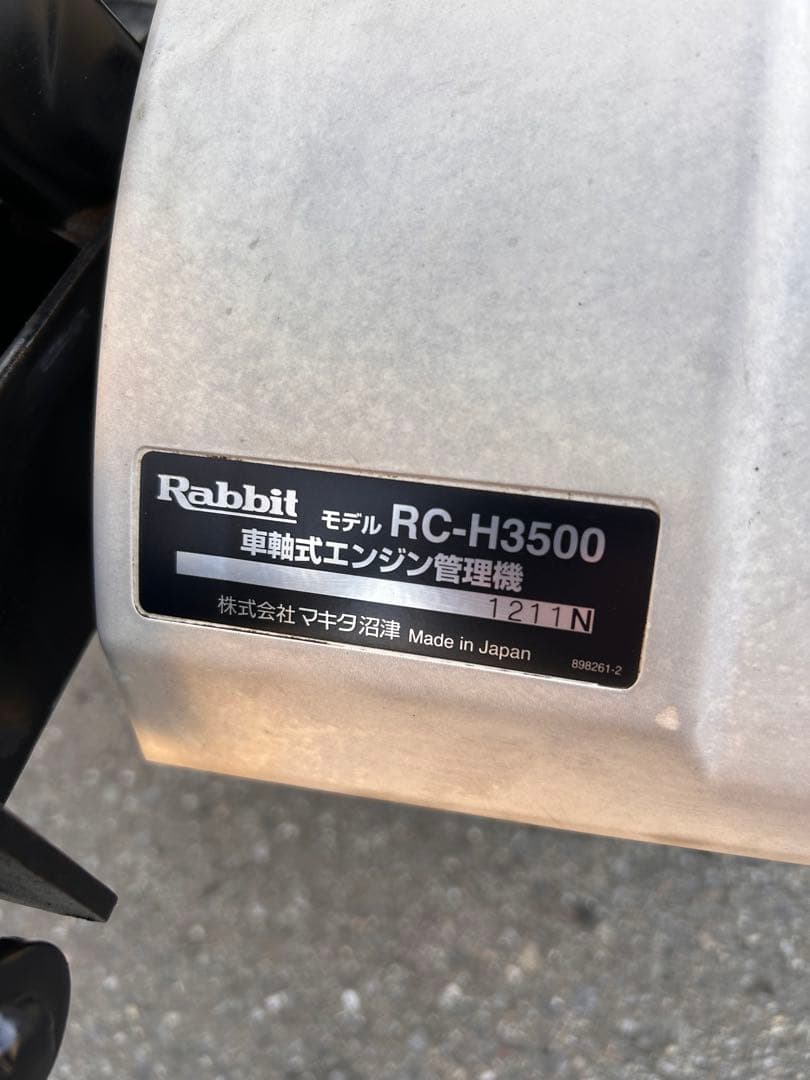 Rabbit モデル RC-H3500
車軸式エンジン管理機
1211N
株式会社マキタ沼津 Made in Japan
898261-2